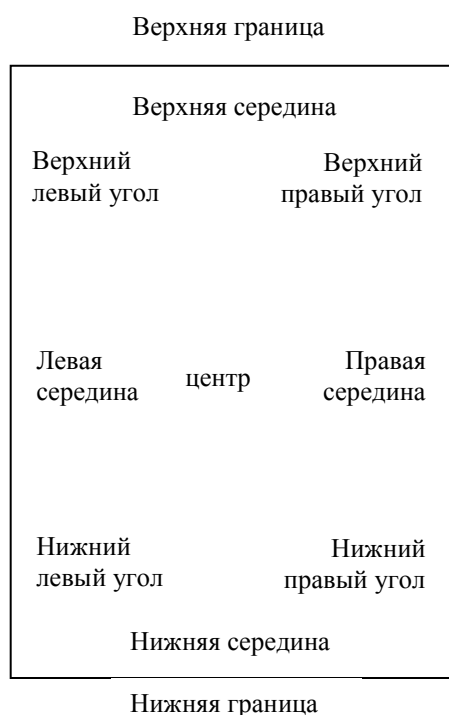 Верхняя граница
Верхняя середина
Верхний
левый угол
Верхний
правый угол
Левая
середина
центр
Правая
середина
Нижний
левый угол
Нижний
правый угол
Нижняя середина
Нижняя граница